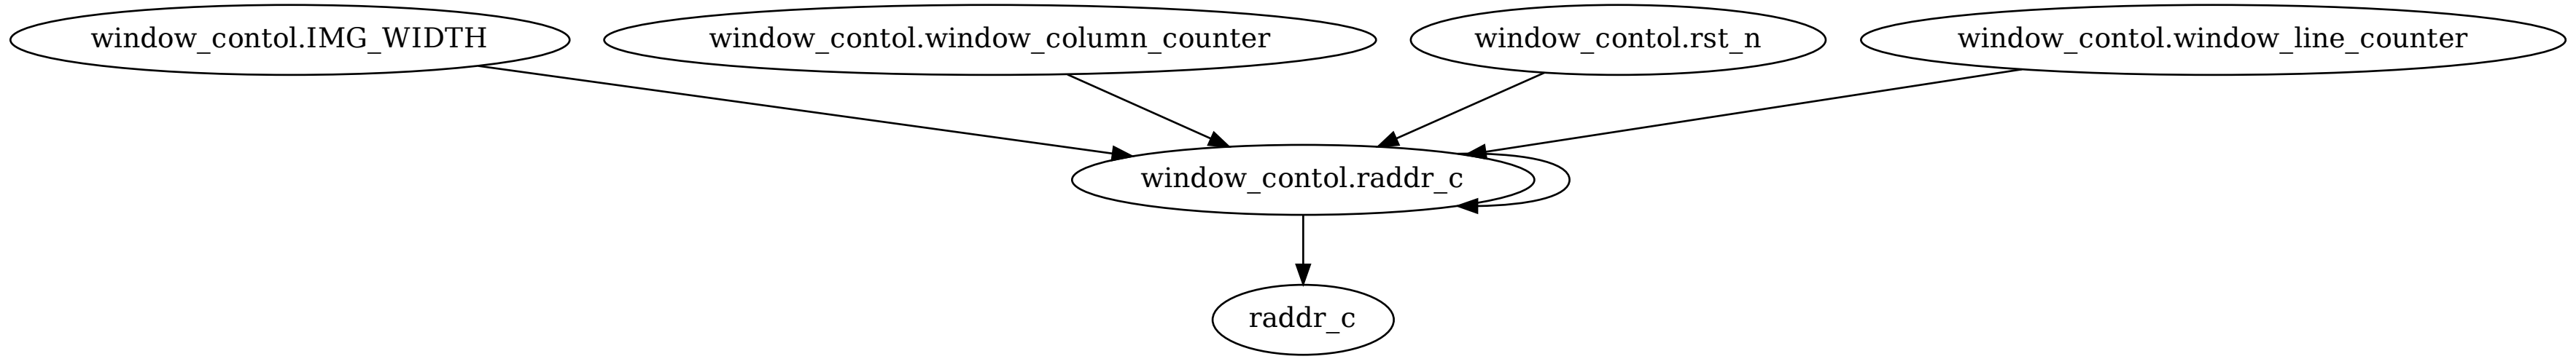 window_contol.IMG_WIDTH
window_contol.window_column_counter
window_contol.rst_n
window_contol.window_line_counter
window_contol.raddr_c
raddr_c